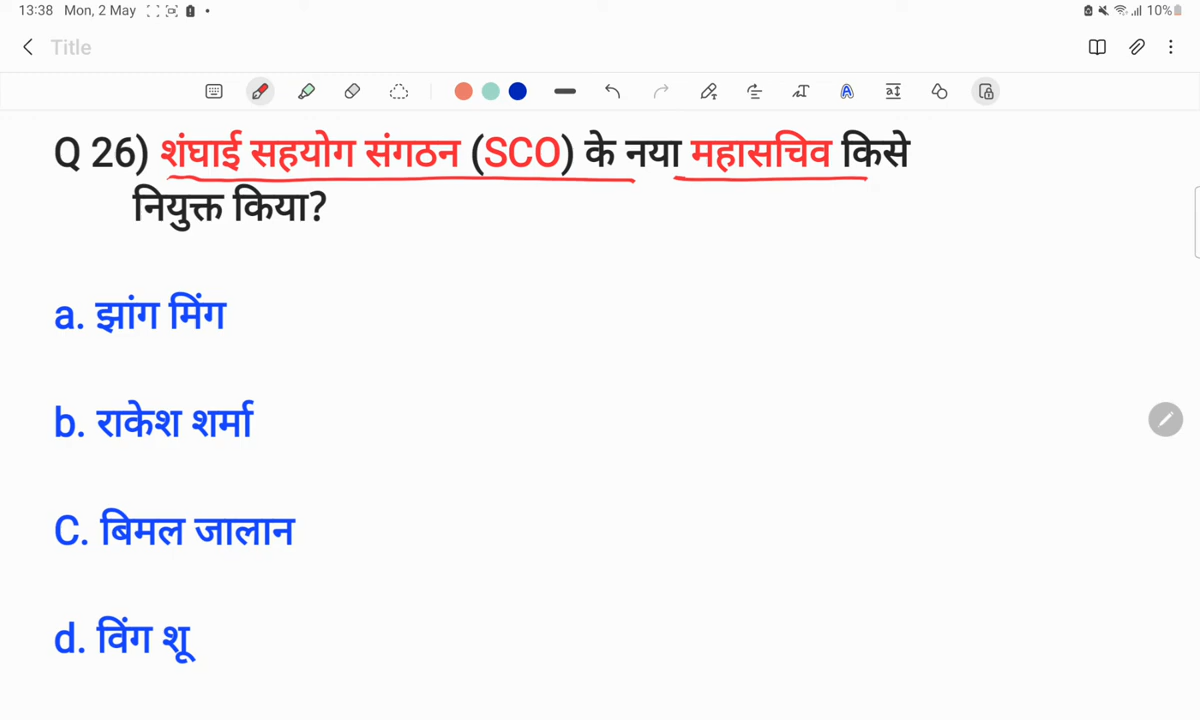 13:38 Mon, 2 May 10%
Title
Q 26) शंघाई सहयोग संगठन (SCO) के नया महासचिव किसे
नियुक्त किया?
a. झांग मिंग
b. राकेश शर्मा
C. बिमल जालान
d. विंग शू